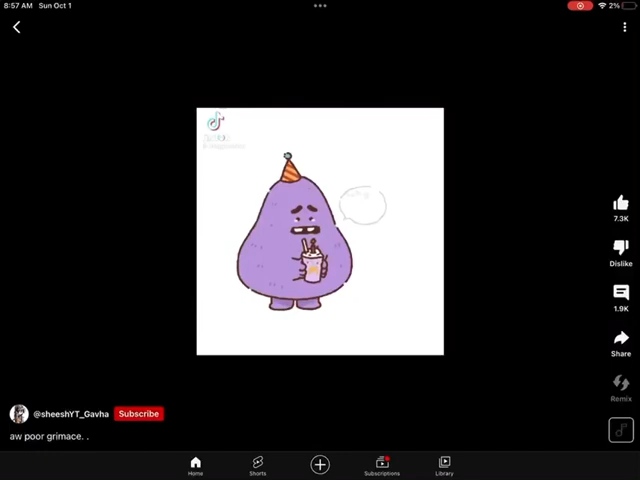 8:57 AM Sun Oct 1
2%
7.3K
Dislike
1.9K
Share
Remix
@sheeshYT_Gavha Subscribe
aw poor grimace. .
Home Shorts Subscriptions Library